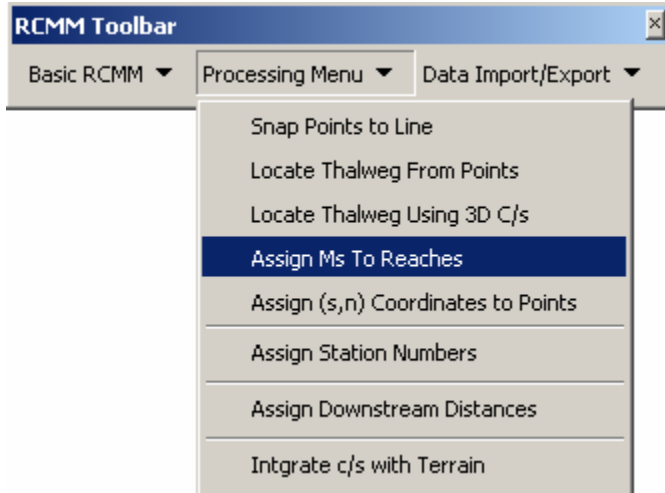 RCMM Toolbar
Basic RCMM Processing Menu Data Import/Export
Snap Points to Line
Locate Thalweg From Points
Locate Thalweg Using 3D C/s
Assign Ms To Reaches
Assign (s,n) Coordinates to Points
Assign Station Numbers
Assign Downstream Distances
Intgrate c/s with Terrain